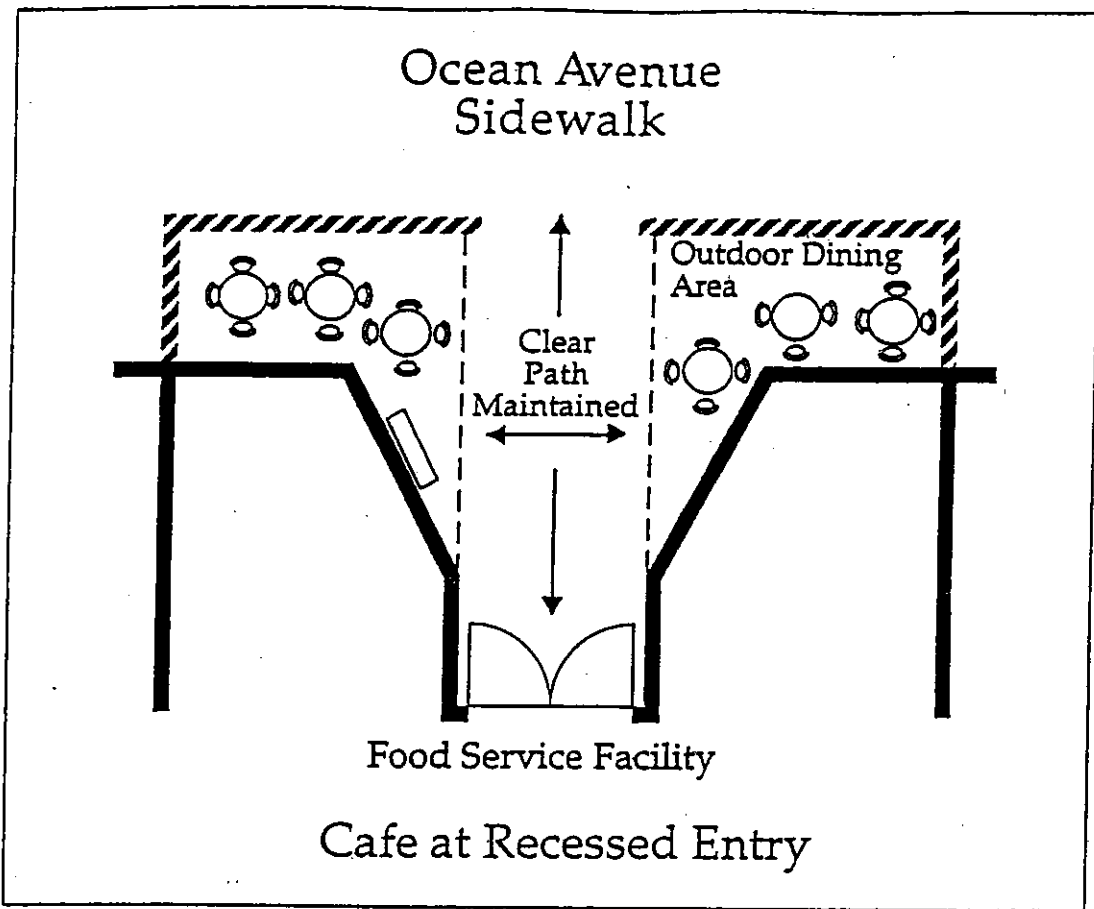 Ocean Avenue
Sidewalk
Outdoor Dining
Area
Clear
Path
Maintained
Food Service Facility
Cafe at Recessed Entry